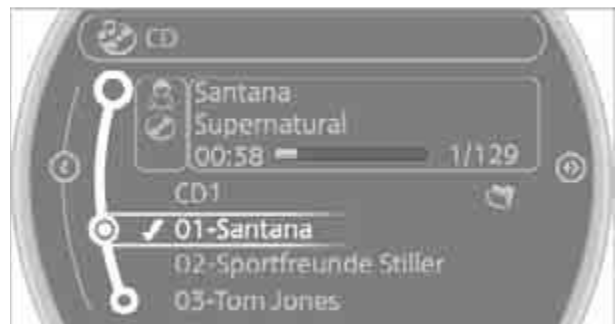 CD
Santana
Supernatural
00:58 1/129
CD1
01-Santana
02-Sportfreunde Stiller
03-Tom Jones